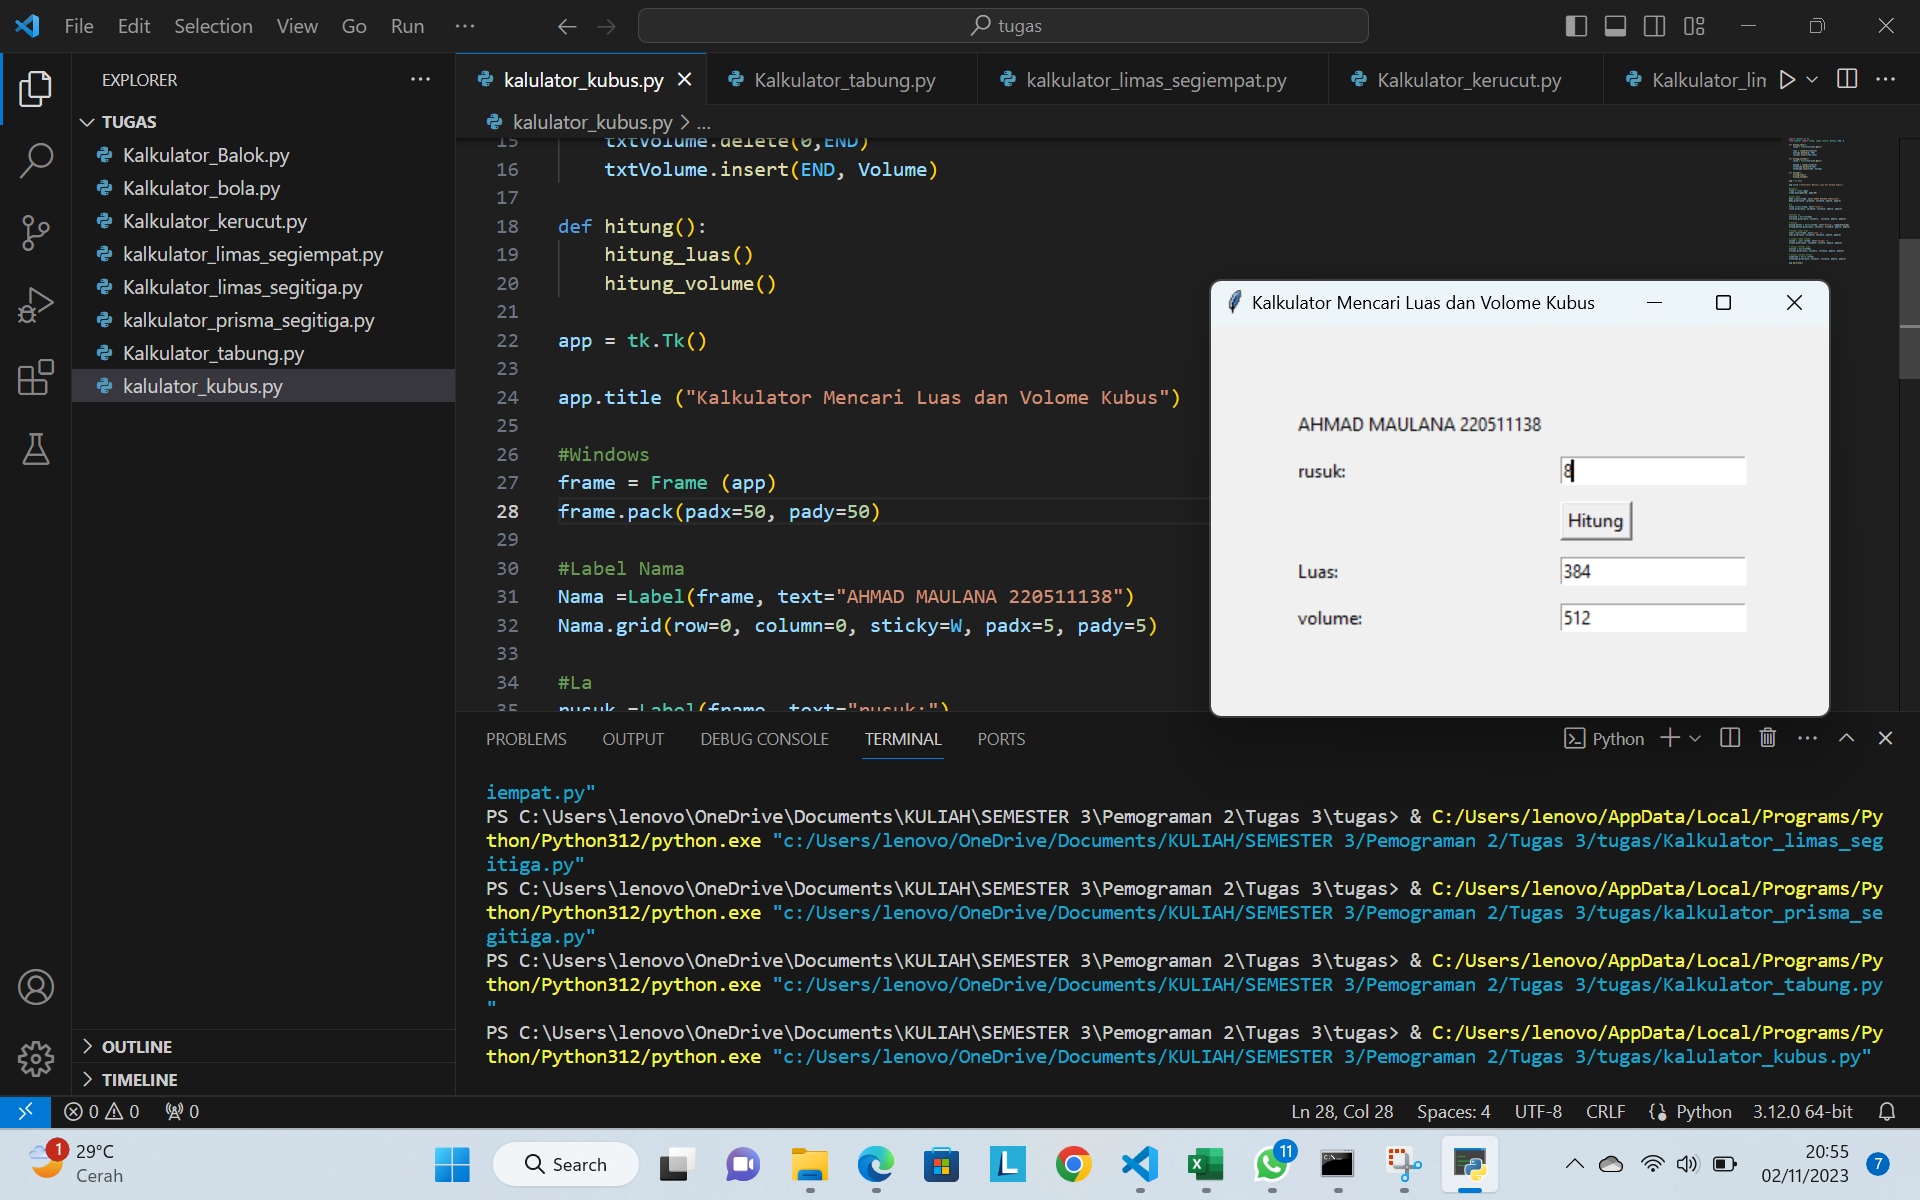 File Edit Selection View Go Run ···
tugas
EXPLORER
TUGAS
Kalkulator_Balok.py
Kalkulator_bola.py
Kalkulator_kerucut.py
kalkulator_limas_segiempat.py
Kalkulator_limas_segitiga.py
kalkulator_prisma_segitiga.py
Kalkulator_tabung.py
kalulator_kubus.py
OUTLINE
TIMELINE
kalulator_kubus.py Kalkulator_tabung.py kalkulator_limas_segiempat.py Kalkulator_kerucut.py Kalkulator_lin
kalulator_kubus.py > ...
15 txtVolume.delete(0,END)
16 txtVolume.insert(END, Volume)
17
18 def hitung():
19 hitung_luas()
20 hitung_volume()
21
22 app = tk.Tk()
23
24 app.title ("Kalkulator Mencari Luas dan Volome Kubus")
25
26 #Windows
27 frame = Frame (app)
28 frame.pack(padx=50, pady=50)
29
30 #Label Nama
31 Nama =Label(frame, text="AHMAD MAULANA 220511138")
32 Nama.grid(row=0, column=0, sticky=W, padx=5, pady=5)
33
34 #La
35 rusuk =Label(frame, text="rusuk:")
Kalkulator Mencari Luas dan Volome Kubus
AHMAD MAULANA 220511138
rusuk: 8
Hitung
Luas: 384
volume: 512
PROBLEMS OUTPUT DEBUG CONSOLE TERMINAL PORTS
Python
iempat.py"
PS C:\Users\lenovo\OneDrive\Documents\KULIAH\SEMESTER 3\Pemograman 2\Tugas 3\tugas> & C:/Users/lenovo/AppData/Local/Programs/Py
thon/Python312/python.exe "c:/Users/lenovo/OneDrive/Documents/KULIAH/SEMESTER 3/Pemograman 2/Tugas 3/tugas/Kalkulator_limas_seg
itiga.py"
PS C:\Users\lenovo\OneDrive\Documents\KULIAH\SEMESTER 3\Pemograman 2\Tugas 3\tugas> & C:/Users/lenovo/AppData/Local/Programs/Py
thon/Python312/python.exe "c:/Users/lenovo/OneDrive/Documents/KULIAH/SEMESTER 3/Pemograman 2/Tugas 3/tugas/kalkulator_prisma_se
gitiga.py"
PS C:\Users\lenovo\OneDrive\Documents\KULIAH\SEMESTER 3\Pemograman 2\Tugas 3\tugas> & C:/Users/lenovo/AppData/Local/Programs/Py
thon/Python312/python.exe "c:/Users/lenovo/OneDrive/Documents/KULIAH/SEMESTER 3/Pemograman 2/Tugas 3/tugas/Kalkulator_tabung.py
"
PS C:\Users\lenovo\OneDrive\Documents\KULIAH\SEMESTER 3\Pemograman 2\Tugas 3\tugas> & C:/Users/lenovo/AppData/Local/Programs/Py
thon/Python312/python.exe "c:/Users/lenovo/OneDrive/Documents/KULIAH/SEMESTER 3/Pemograman 2/Tugas 3/tugas/kalulator_kubus.py"
0 0 0
Ln 28, Col 28 Spaces: 4 UTF-8 CRLF Python 3.12.0 64-bit
1 29°C
Cerah
Search
L
11
20:55
02/11/2023
7